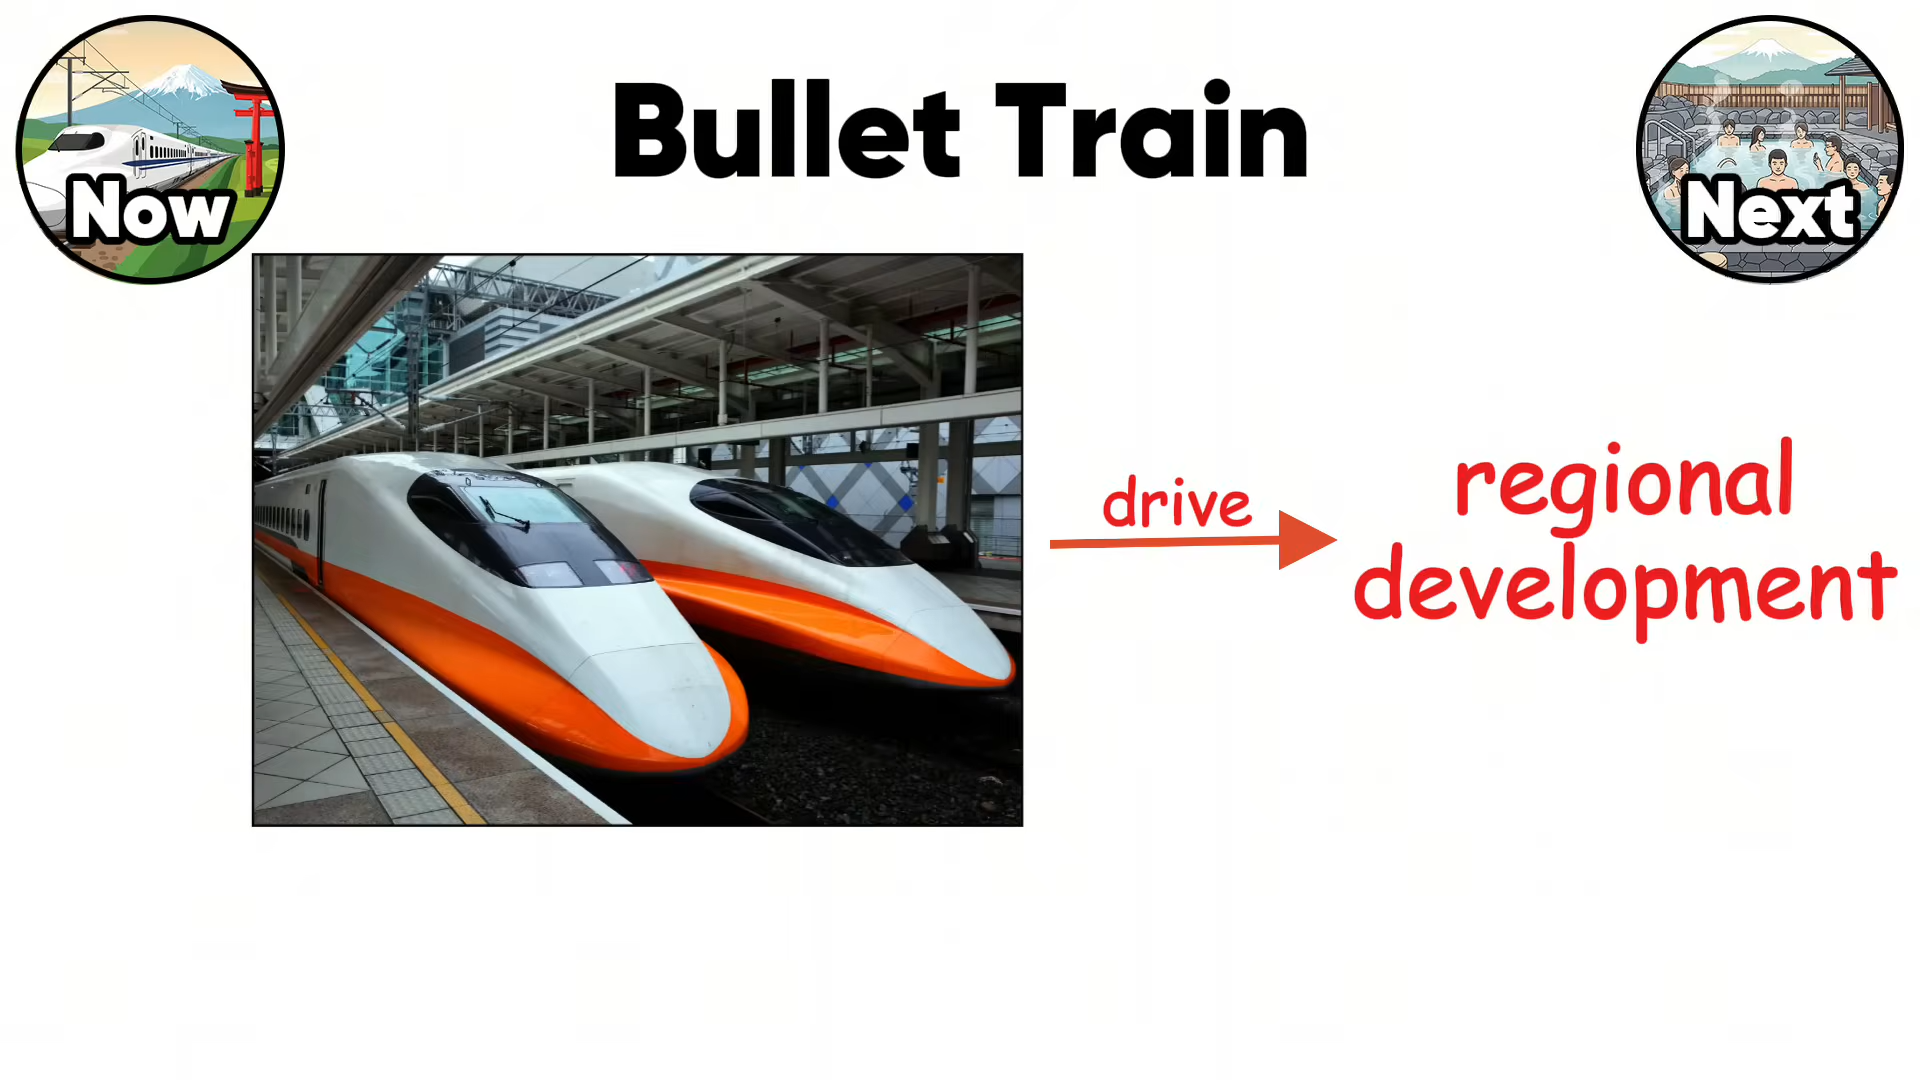 Now
Bullet Train
Next
drive
regional
development